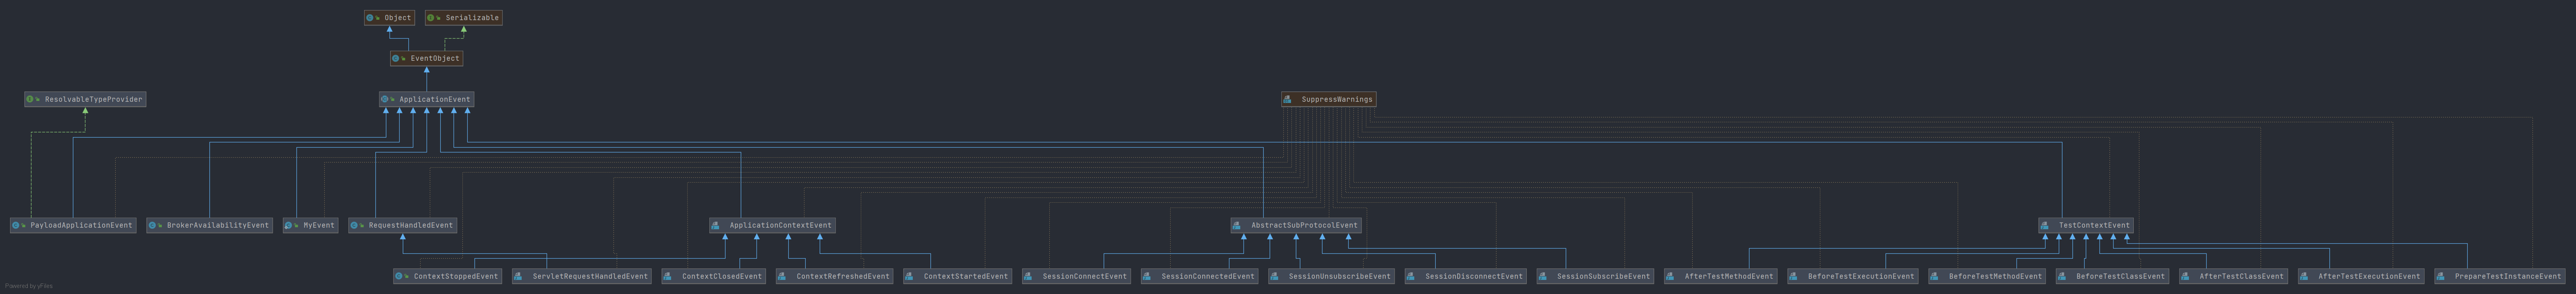 Object
Serializable
EventObject
ResolvableTypeProvider
ApplicationEvent
SuppressWarnings
PayloadApplicationEvent
BrokerAvailabilityEvent
MyEvent
RequestHandledEvent
ApplicationContextEvent
AbstractSubProtocolEvent
TestContextEvent
ContextStoppedEvent
ServletRequestHandledEvent
ContextClosedEvent
ContextRefreshedEvent
ContextStartedEvent
SessionConnectEvent
SessionConnectedEvent
SessionUnsubscribeEvent
SessionDisconnectEvent
SessionSubscribeEvent
AfterTestMethodEvent
BeforeTestExecutionEvent
BeforeTestMethodEvent
BeforeTestClassEvent
AfterTestClassEvent
AfterTestExecutionEvent
PrepareTestInstanceEvent
Powered by yFiles